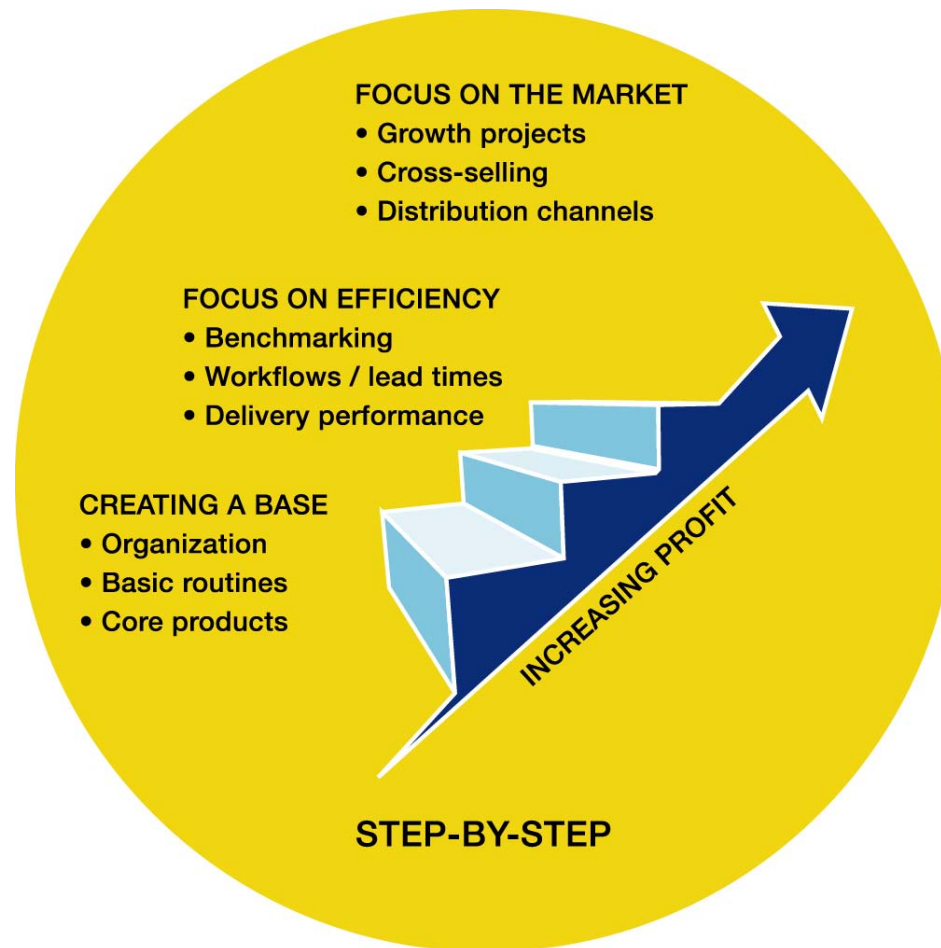 FOCUS ON THE MARKET
• Growth projects
• Cross-selling
• Distribution channels
FOCUS ON EFFICIENCY
• Benchmarking
• Workflows / lead times
• Delivery performance
CREATING A BASE
• Organization
• Basic routines
• Core products
INCREASING PROFIT
STEP-BY-STEP